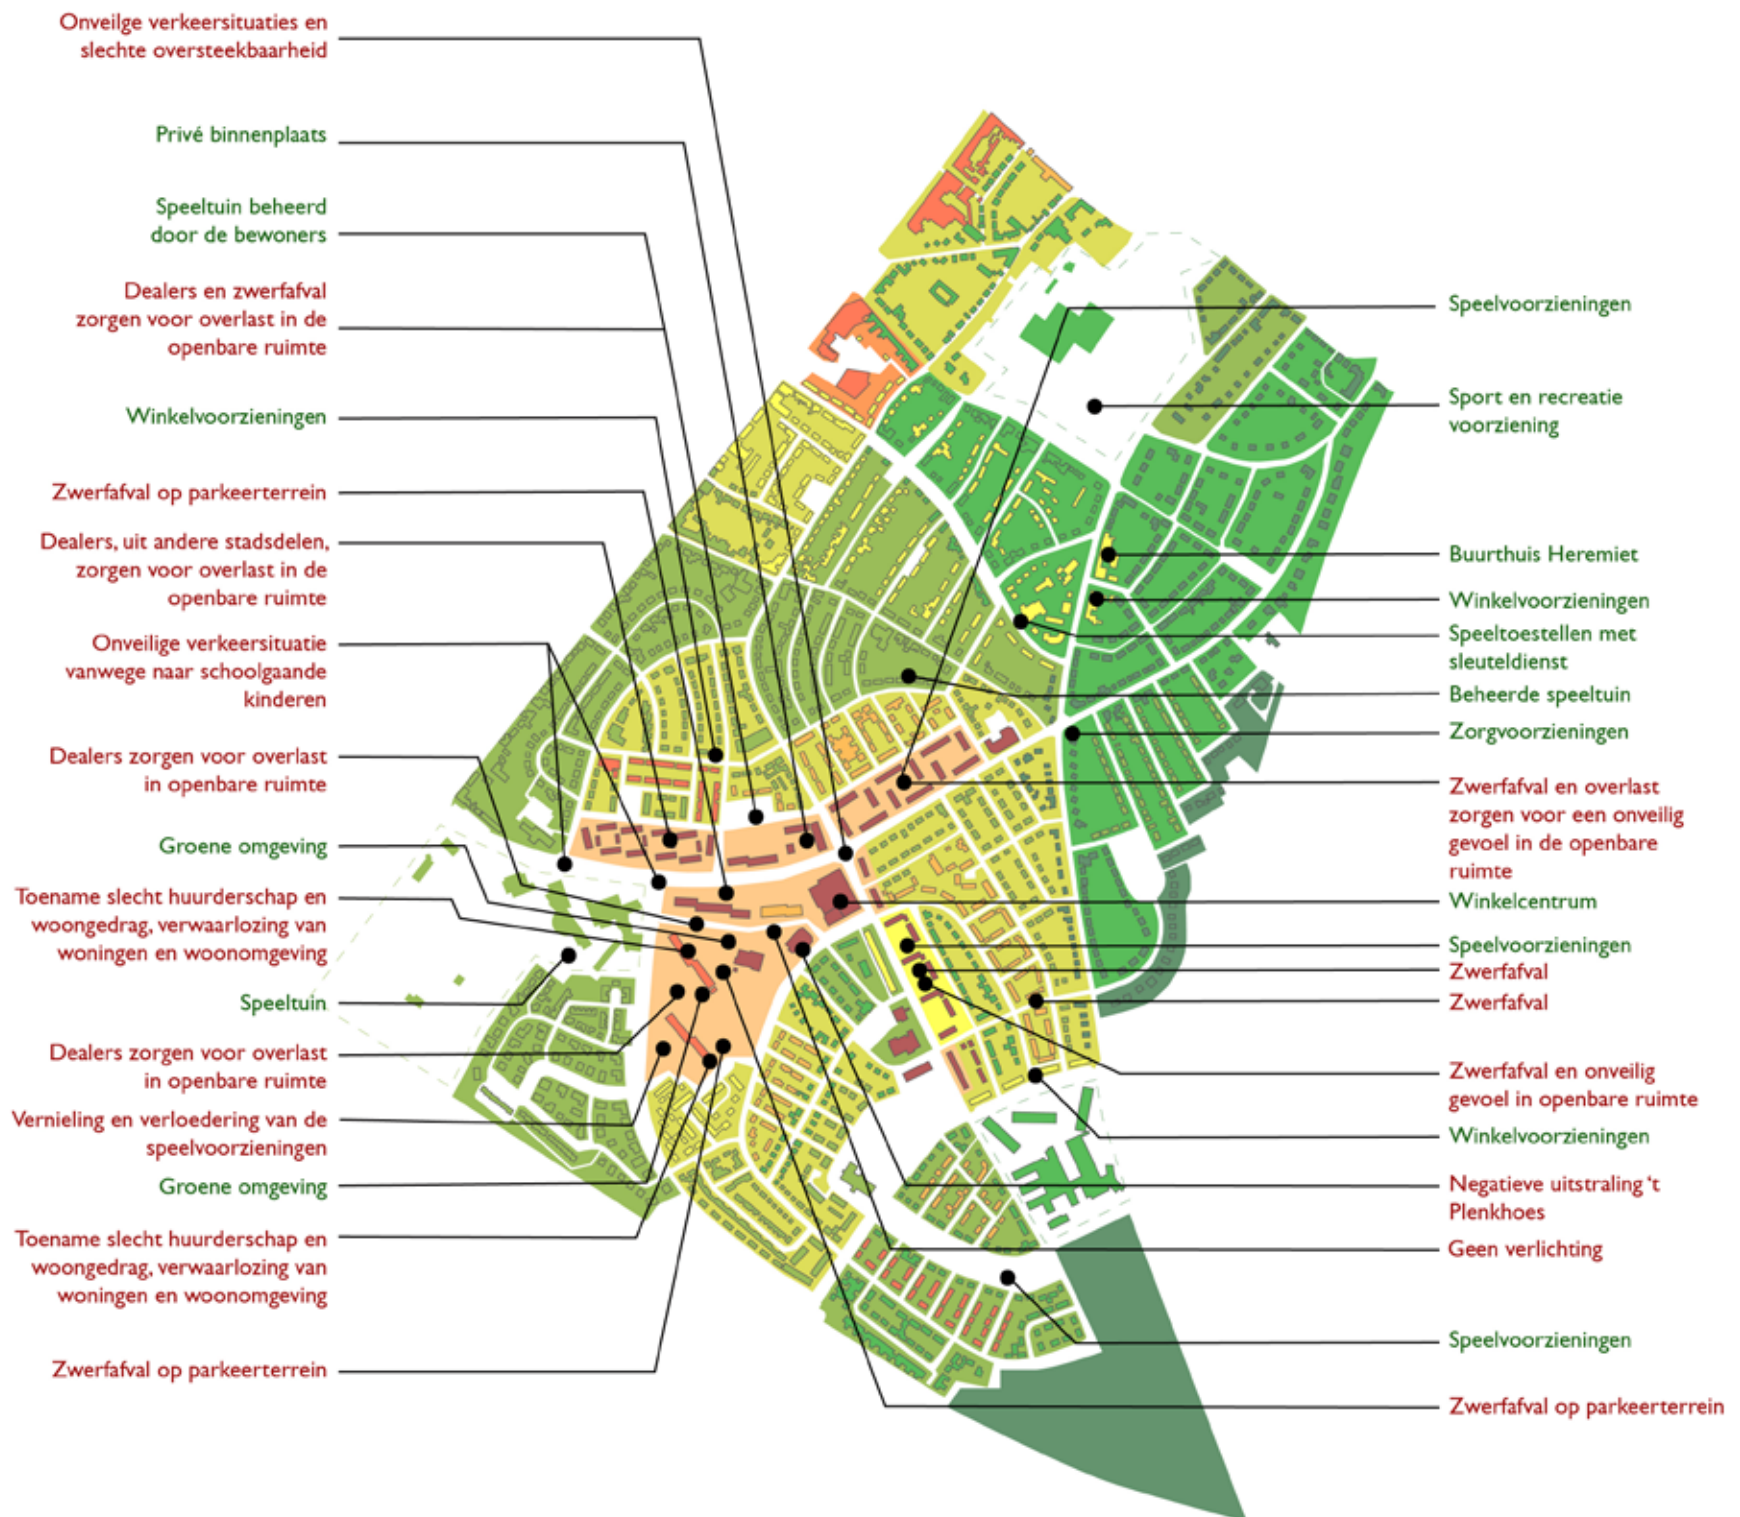 Onveilge verkeersituaties en
slechte oversteekbaarheid
Privé binnenplaats
Speeltuin beheerd
door de bewoners
Dealers en zwerfafval
zorgen voor overlast in de
openbare ruimte
Winkelvoorzieningen
Zwerfafval op parkeerterrein
Dealers, uit andere stadsdelen,
zorgen voor overlast in de
openbare ruimte
Onveilige verkeersituatie
vanwege naar schoolgaande
kinderen
Dealers zorgen voor overlast
in openbare ruimte
Groene omgeving
Toename slecht huurderschap en
woongedrag, verwaarlozing van
woningen en woonomgeving
Speeltuin
Dealers zorgen voor overlast
in openbare ruimte
Vernieling en verloedering van de
speelvoorzieningen
Groene omgeving
Toename slecht huurderschap en
woongedrag, verwaarlozing van
woningen en woonomgeving
Zwerfafval op parkeerterrein
Speelvoorzieningen
Sport en recreatie
voorziening
Buurthuis Heremiet
Winkelvoorzieningen
Speeltoestellen met
sleuteldienst
Beheerde speeltuin
Zorgvoorzieningen
Zwerfafval en overlast
zorgen voor een onveilig
gevoel in de openbare
ruimte
Winkelcentrum
Speelvoorzieningen
Zwerfafval
Zwerfafval
Zwerfafval en onveilig
gevoel in openbare ruimte
Winkelvoorzieningen
Negatieve uitstraling ‘t
Plenkhoes
Geen verlichting
Speelvoorzieningen
Zwerfafval op parkeerterrein